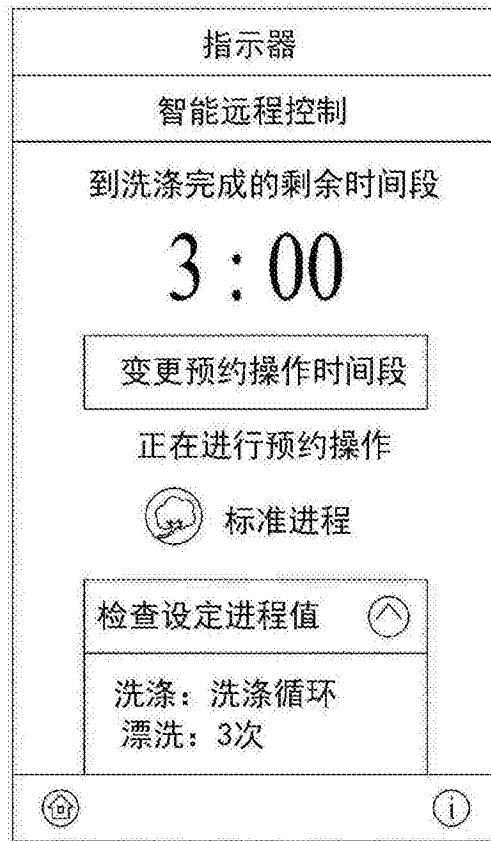 指示器
智能远程控制
到洗涤完成的剩余时间段
3：00
变更预约操作时间段
正在进行预约操作
标准进程
检查设定进程值
洗涤：洗涤循环
漂洗：3次
i